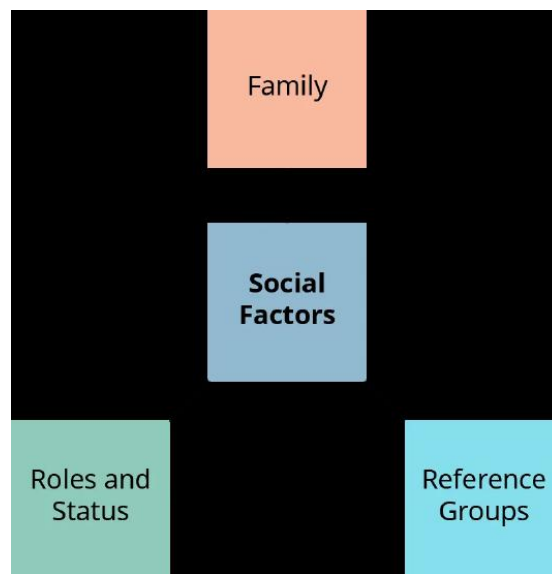 Family
Social
Factors
Roles and
Status
Reference
Groups